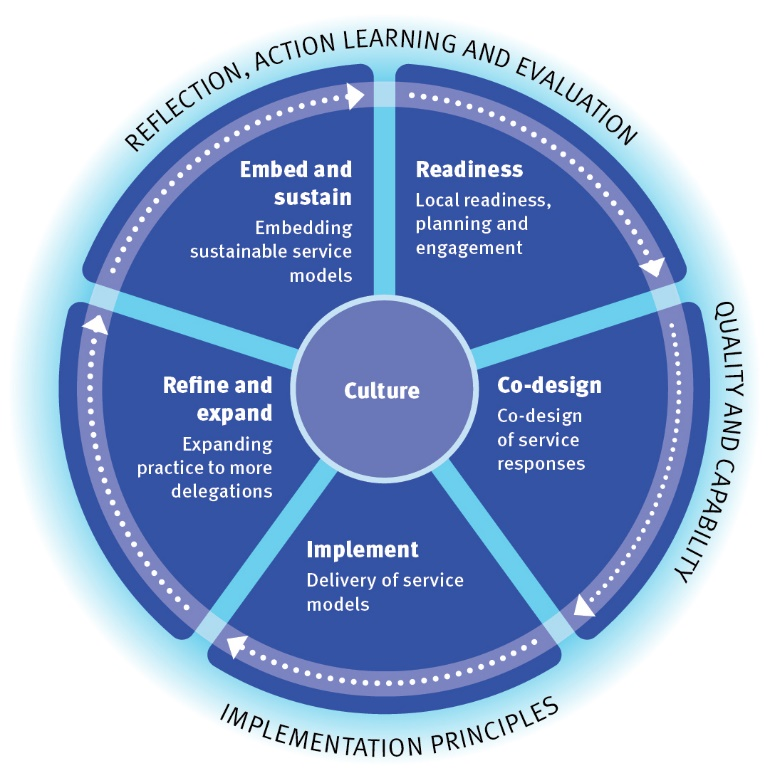 REFLECTION, ACTION LEARNING AND EVALUATION
Readiness
Local readiness,
planning and
engagement
QUALITY AND CAPABILITY
Co-design
Co-design
of service
responses
Implement
Delivery of service
models
IMPLEMENTATION PRINCIPLES
Refine and
expand
Expanding
practice to more
delegations
Embed and
sustain
Embedding
sustainable service
models
Culture